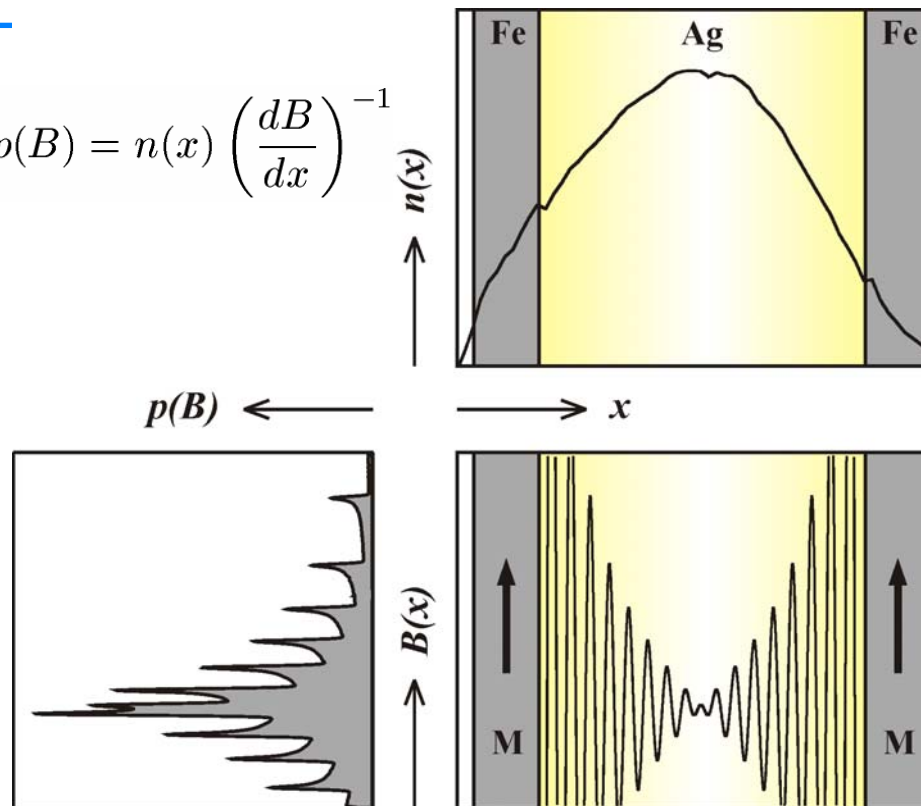 Fe Ag Fe
p(B) = n(x) (dB/dx)^{-1}
n(x)
p(B) x
B(x)
M M